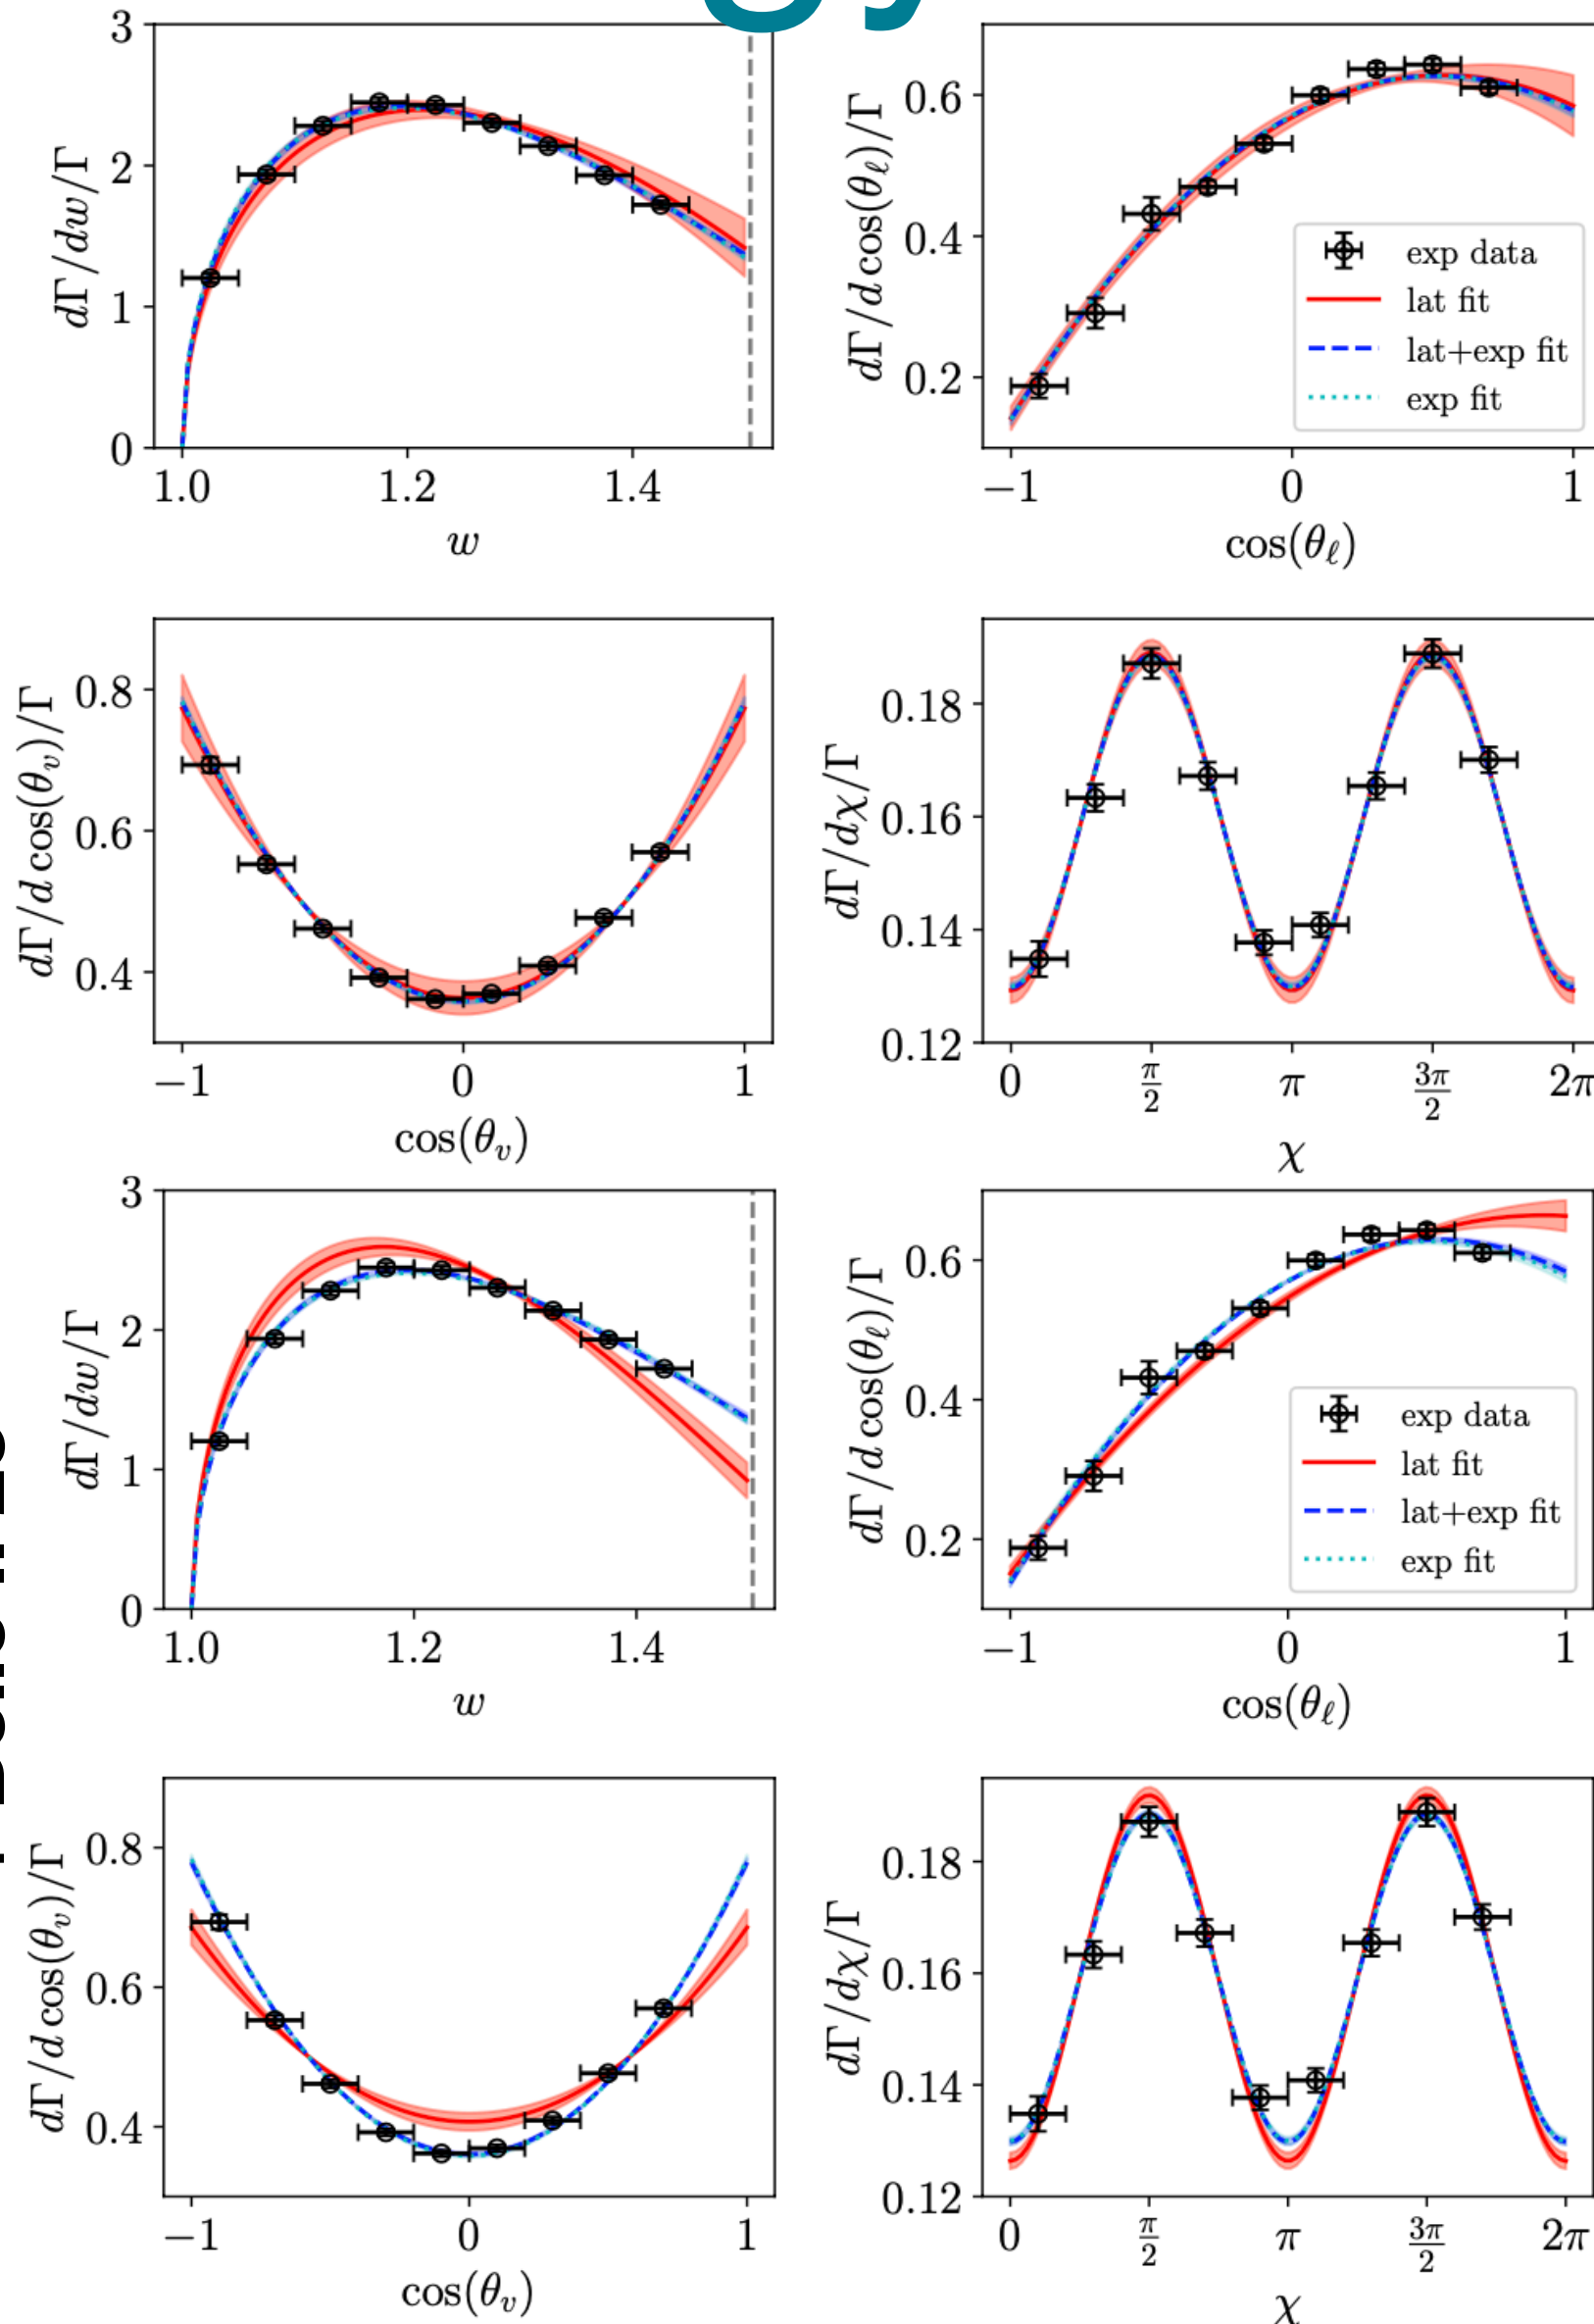 3
2
1
0
1.0 1.2 1.4
w
dΓ/dw/Γ
0.6
0.4
0.2
−1 0 1
cos(θℓ)
dΓ/d cos(θℓ)/Γ
exp data
lat fit
lat+exp fit
exp fit
0.8
0.6
0.4
−1 0 1
cos(θv)
dΓ/d cos(θv)/Γ
0.18
0.16
0.14
0.12
0 π/2 π 3π/2 2π
χ
dΓ/dχ/Γ
3
2
1
0
1.0 1.2 1.4
w
dΓ/dw/Γ
0.6
0.4
0.2
−1 0 1
cos(θℓ)
dΓ/d cos(θℓ)/Γ
exp data
lat fit
lat+exp fit
exp fit
0.8
0.6
0.4
−1 0 1
cos(θv)
dΓ/d cos(θv)/Γ
0.18
0.16
0.14
0.12
0 π/2 π 3π/2 2π
χ
dΓ/dχ/Γ